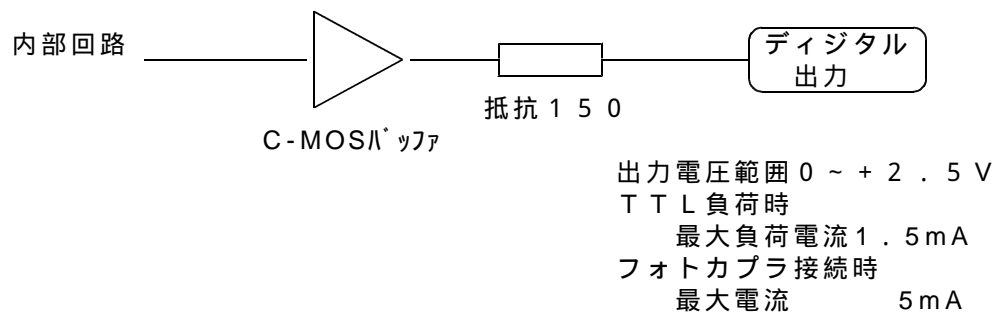 内部回路
ディジタル
出力
抵抗150
C-MOSバッファ
出力電圧範囲0~+2.5V
TTL負荷時
最大負荷電流1.5mA
フォトカプラ接続時
最大電流 5mA